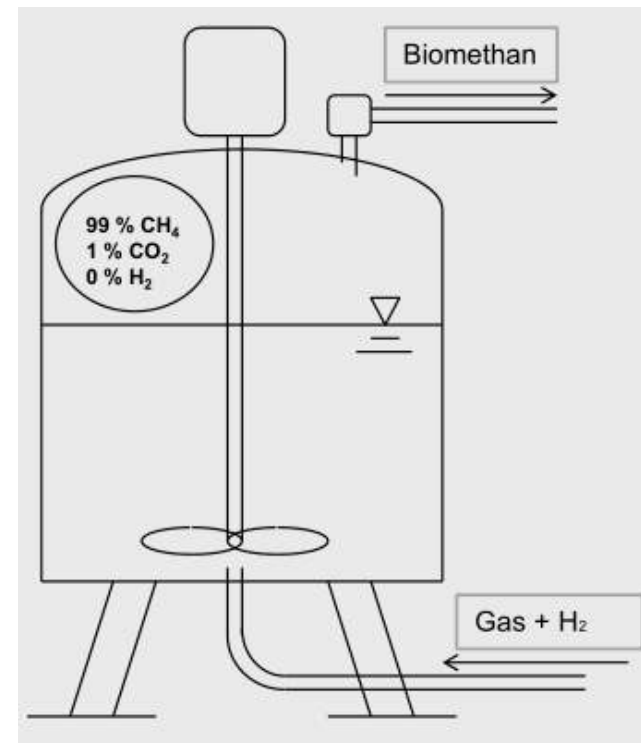 Biomethan
99 % CH₄
1 % CO₂
0 % H₂
Gas + H₂